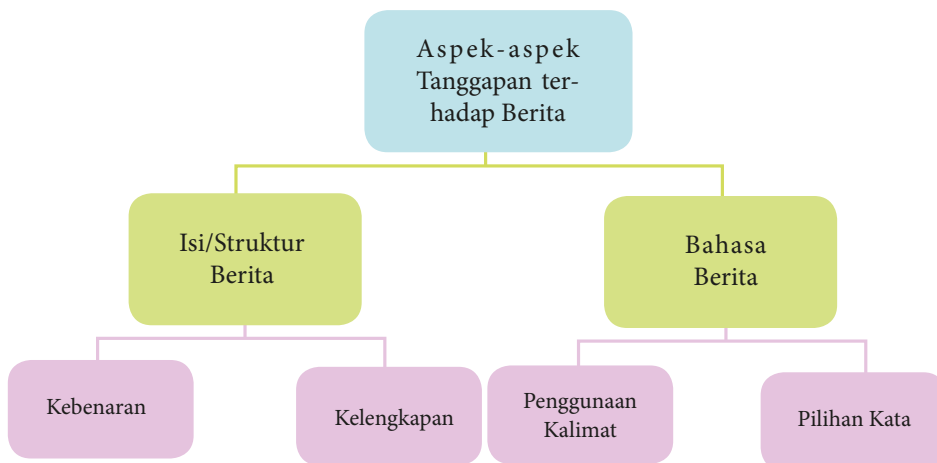 Aspek-aspek
Tanggapan ter-
hadap Berita
Isi/Struktur
Berita
Bahasa
Berita
Kebenaran
Kelengkapan
Penggunaan
Kalimat
Pilihan Kata